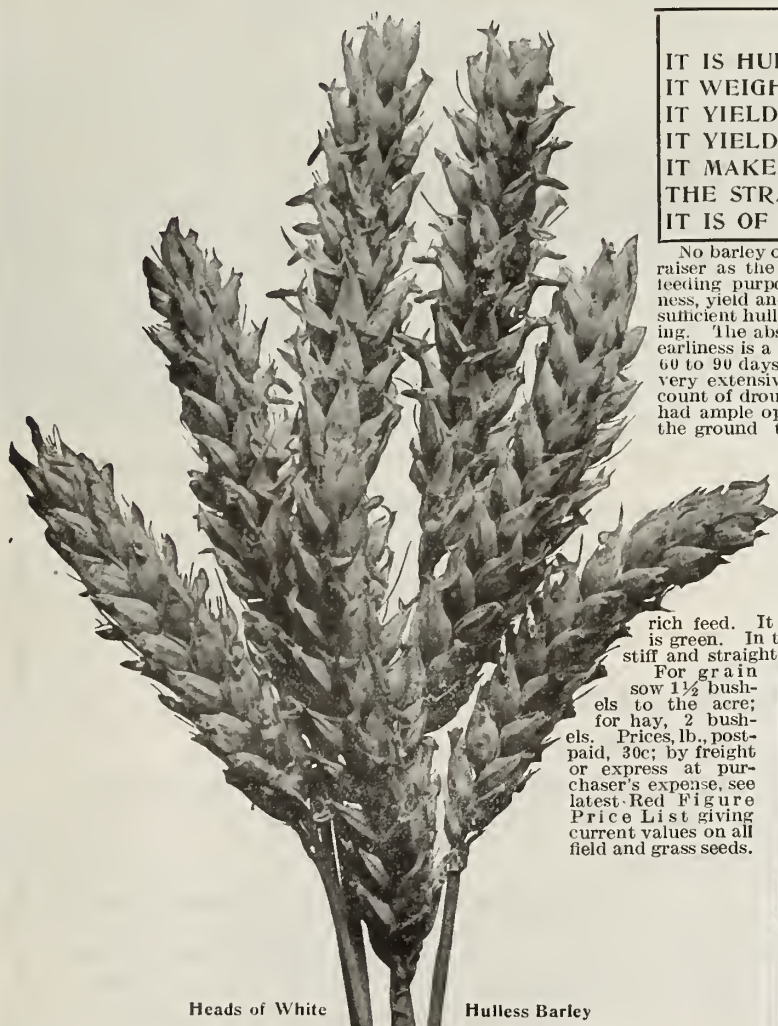 IT IS HUL
IT WEIGH
IT YIELD
IT YIELD
IT MAKE
THE STR
IT IS OF
No barley o
raiser as the
feeding purpo
ness, yield an
sufficient hull
ing. The abs
earliness is a
60 to 90 days
very extensiv
count of drou
had ample op
the ground t
rich feed. It
is green. In t
stiff and straight
For grain
sow 1½ bush-
els to the acre;
for hay, 2 bush-
els. Prices, lb., post-
paid, 30c; by freight
or express at pur-
chaser's expense, see
latest Red Figure
Price List giving
current values on all
field and grass seeds.
Heads of White Hulless Barley